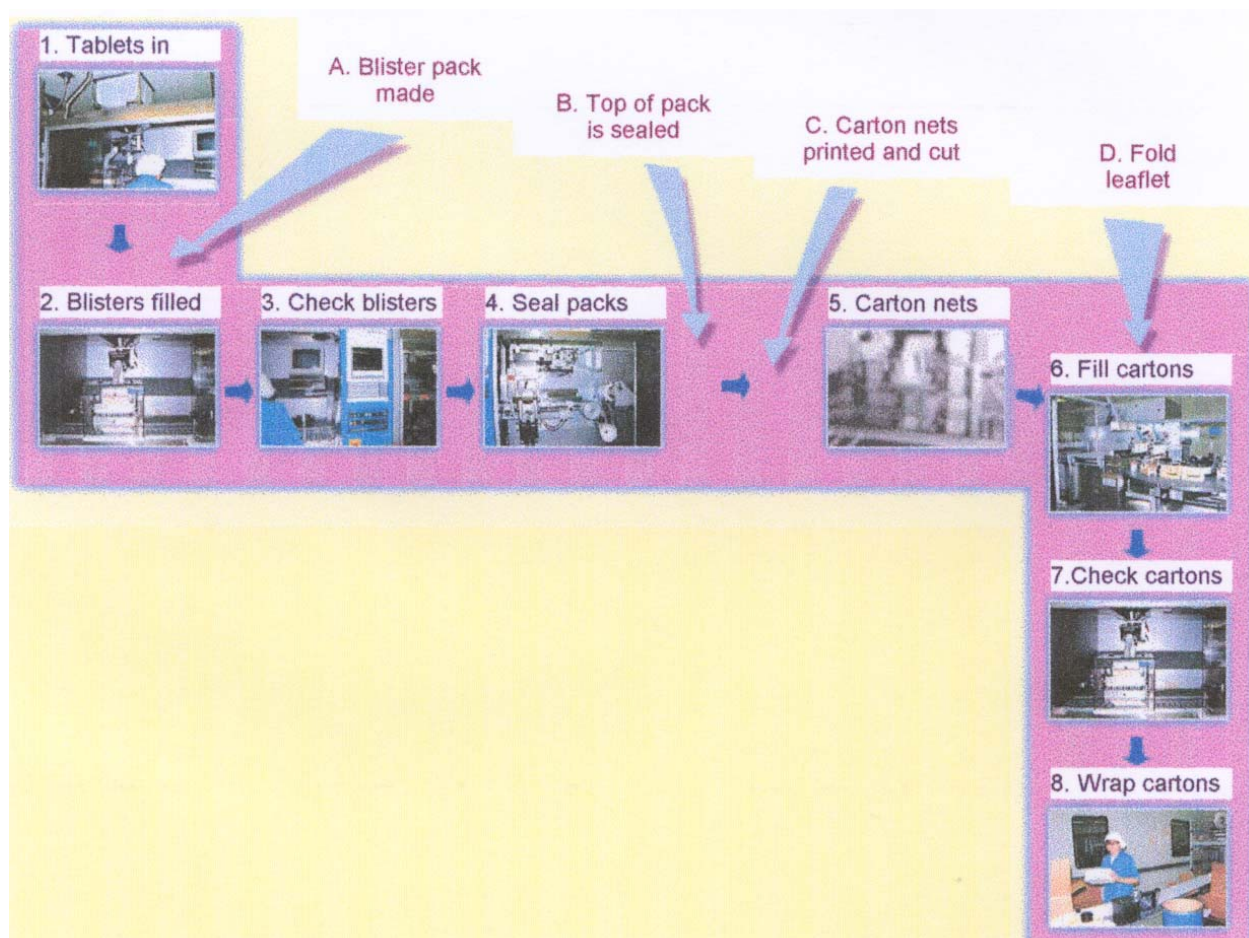 1. Tablets in
A. Blister pack
made
B. Top of pack
is sealed
C. Carton nets
printed and cut
D. Fold
leaflet
2. Blisters filled
3. Check blisters
4. Seal packs
5. Carton nets
6. Fill cartons
7.Check cartons
8. Wrap cartons